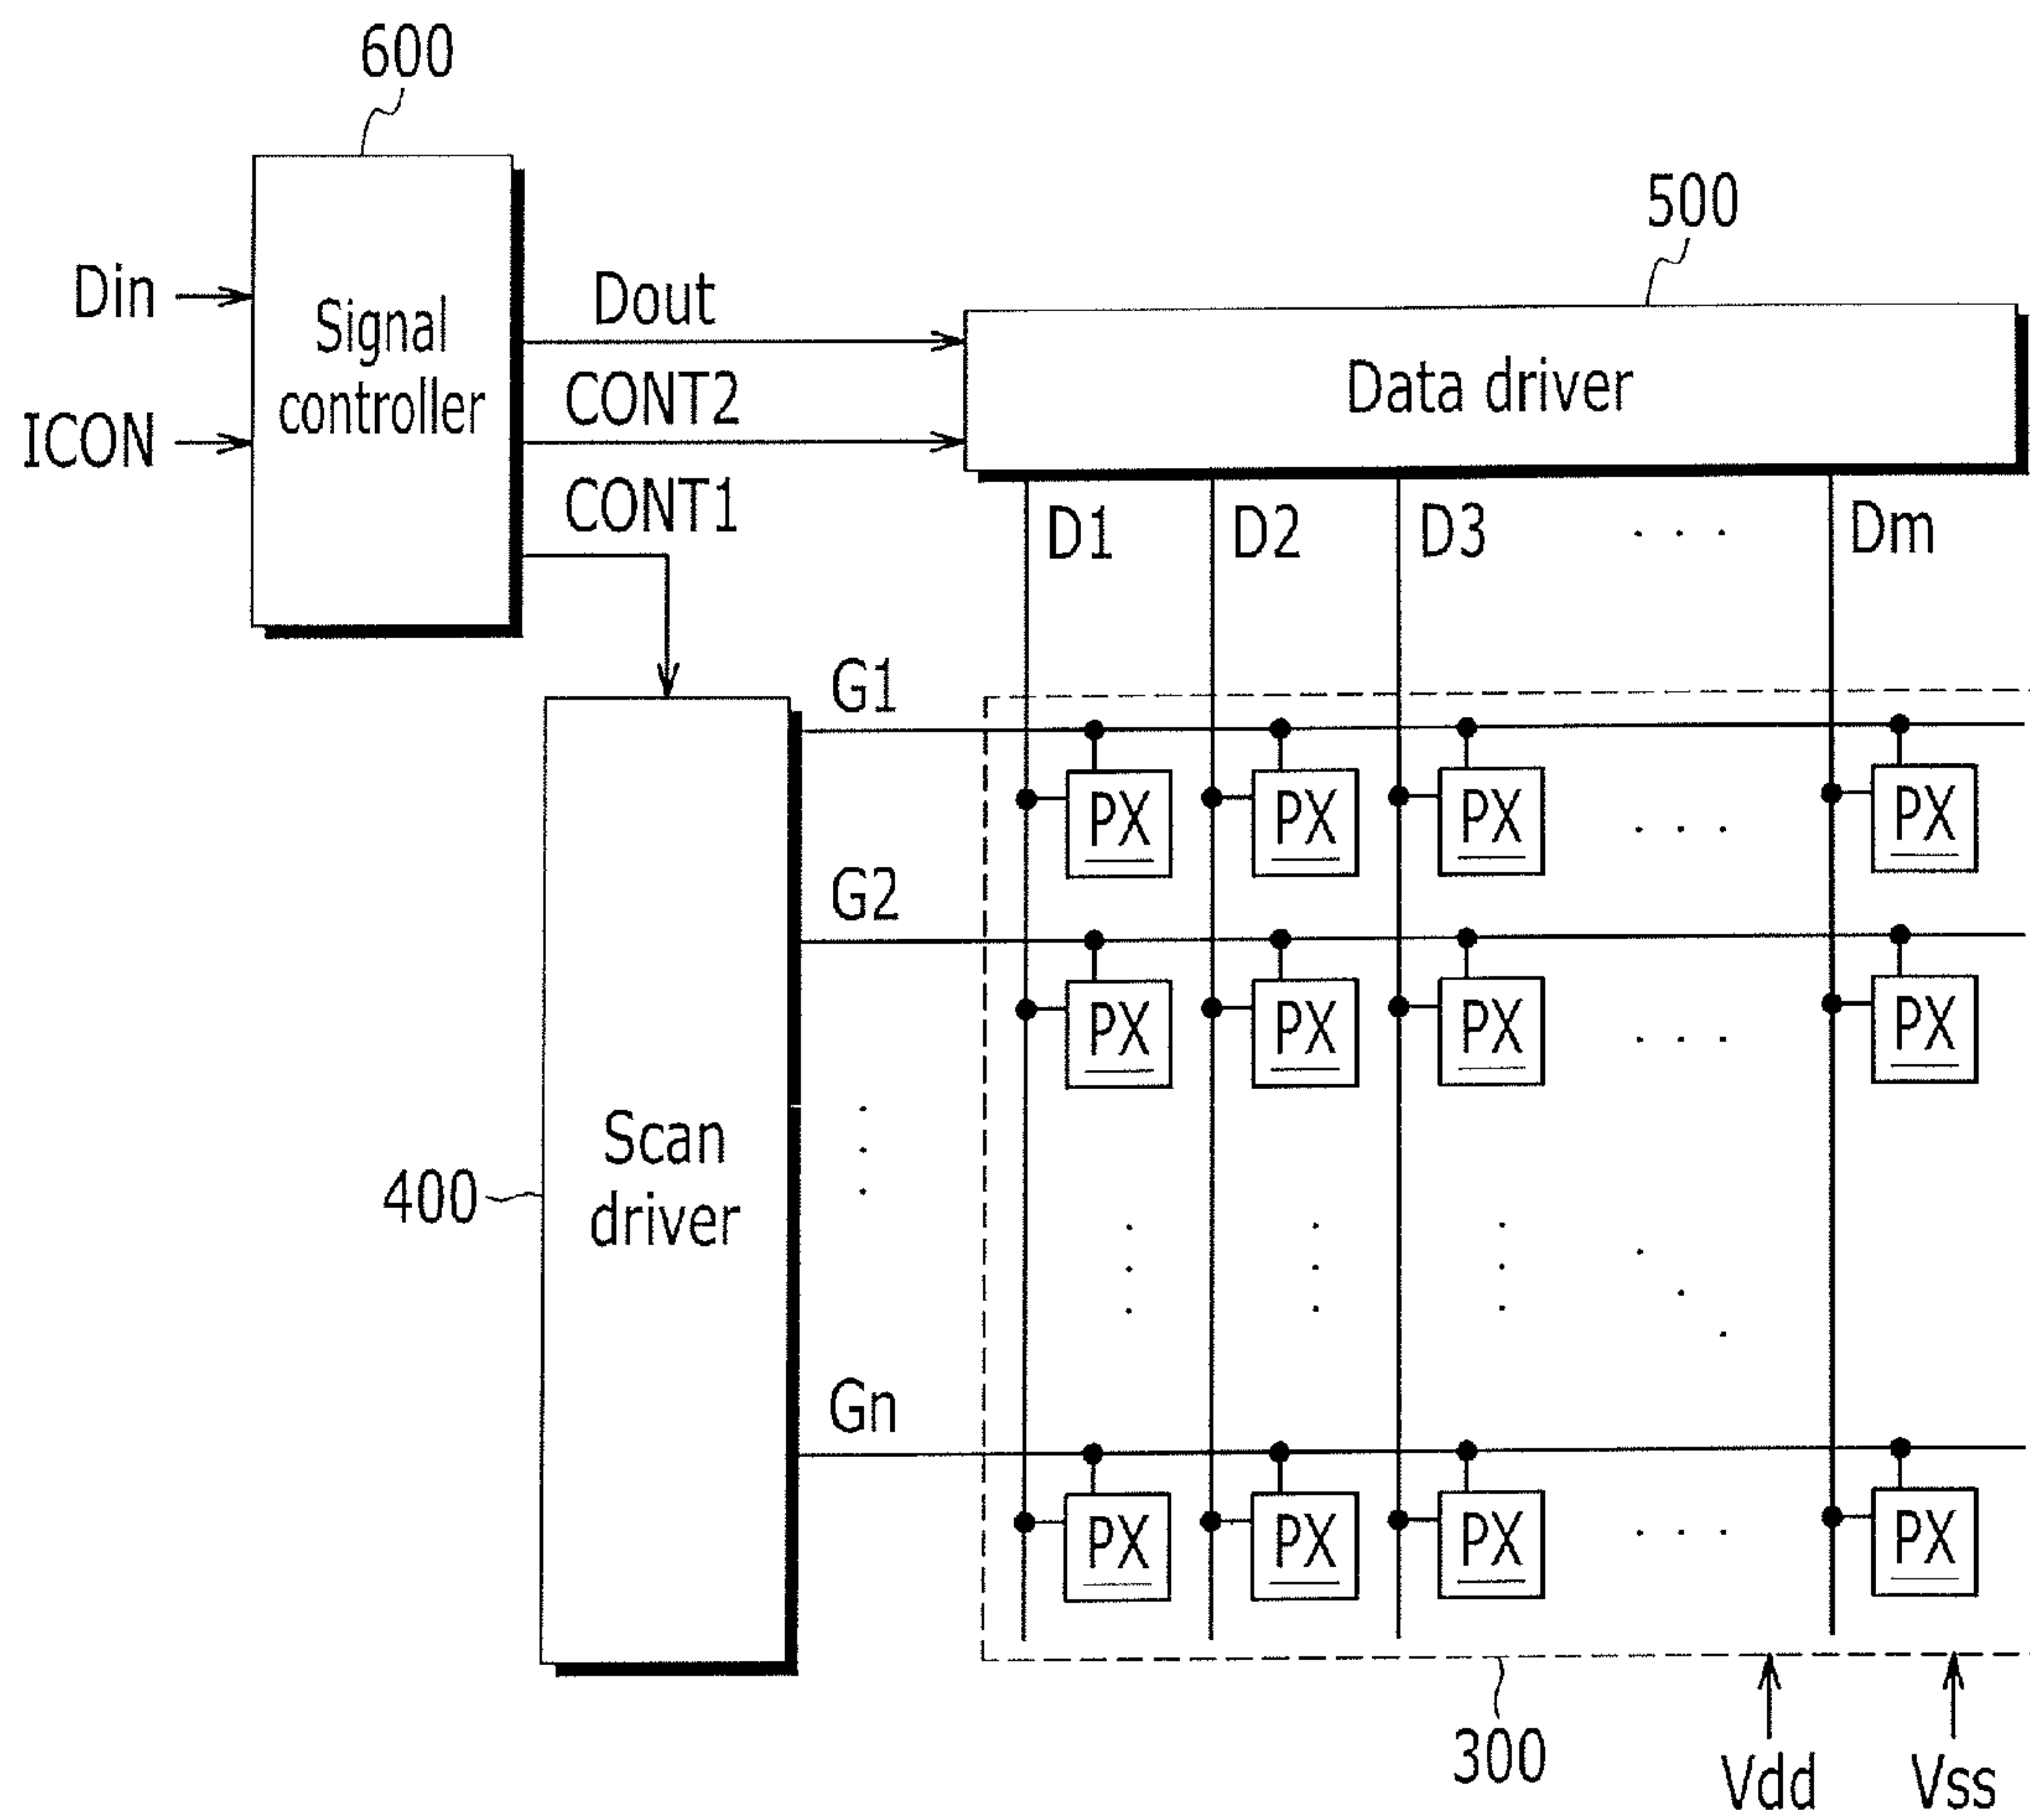 600
500
Din
ICON
Signal
controller
Dout
CONT2
CONT1
Data driver
D1 D2 D3 . . . Dm
G1
PX PX PX . . . PX
G2
PX PX PX . . . PX
400
Scan
driver
Gn
PX PX PX . . . PX
300
Vdd Vss